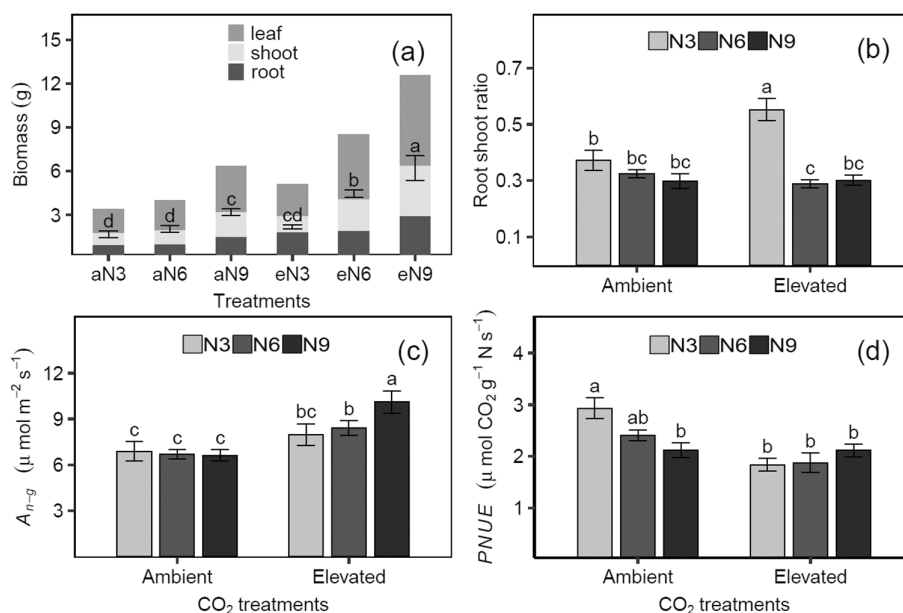 (a)
leaf
shoot
root
15
12
9
6
3
Biomass (g)
d
d
c
cd
b
a
aN3 aN6 aN9 eN3 eN6 eN9
Treatments
(b)
N3 N6 N9
0.7
0.5
0.3
0.1
Root shoot ratio
b bc bc a c bc
Ambient Elevated
(c)
N3 N6 N9
12
9
6
3
An−g (μ mol m−2 s−1)
c c c bc b a
Ambient Elevated
CO2 treatments
(d)
N3 N6 N9
4
3
2
1
PNUE (μ mol CO2 g−1 N s−1)
a ab b b b b
Ambient Elevated
CO2 treatments